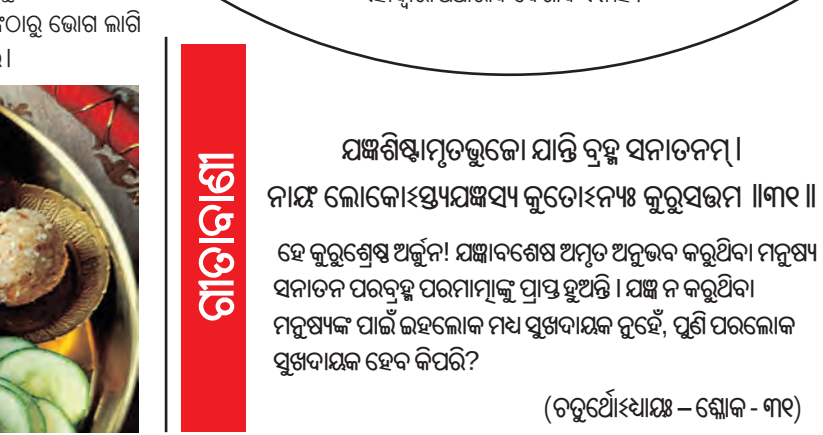 ଭୋଗ ଲାଗି
ଗୀତାବାଣୀ
ଯଜ୍ଞଶିଷ୍ଟାମୃତଭୁଜୋ ଯାନ୍ତି ବ୍ରହ୍ମ ସନାତନମ୍ ।
ନାୟଂ ଲୋକୋଽସ୍ତ୍ୟଯଜ୍ଞସ୍ୟ କୁତୋଽନ୍ୟଃ କୁରୁସତ୍ତମ ॥୩୧॥
ହେ କୁରୁଶ୍ରେଷ୍ଠ ଅର୍ଜୁନ! ଯଜ୍ଞାବଶେଷ ଅମୃତ ଅନୁଭବ କରୁଥିବା ମନୁଷ୍ୟ
ସନାତନ ପରବ୍ରହ୍ମ ପରମାତ୍ମାଙ୍କୁ ପ୍ରାପ୍ତ ହୁଅନ୍ତି । ଯଜ୍ଞ ନ କରୁଥିବା
ମନୁଷ୍ୟଙ୍କ ପାଇଁ ଇହଲୋକ ମଧ୍ୟ ସୁଖଦାୟକ ନୁହେଁ, ପୁଣି ପରଲୋକ
ସୁଖଦାୟକ ହେବ କିପରି?
(ଚତୁର୍ଥୋଽଧ୍ୟାୟଃ – ଶ୍ଳୋକ - ୩୧)